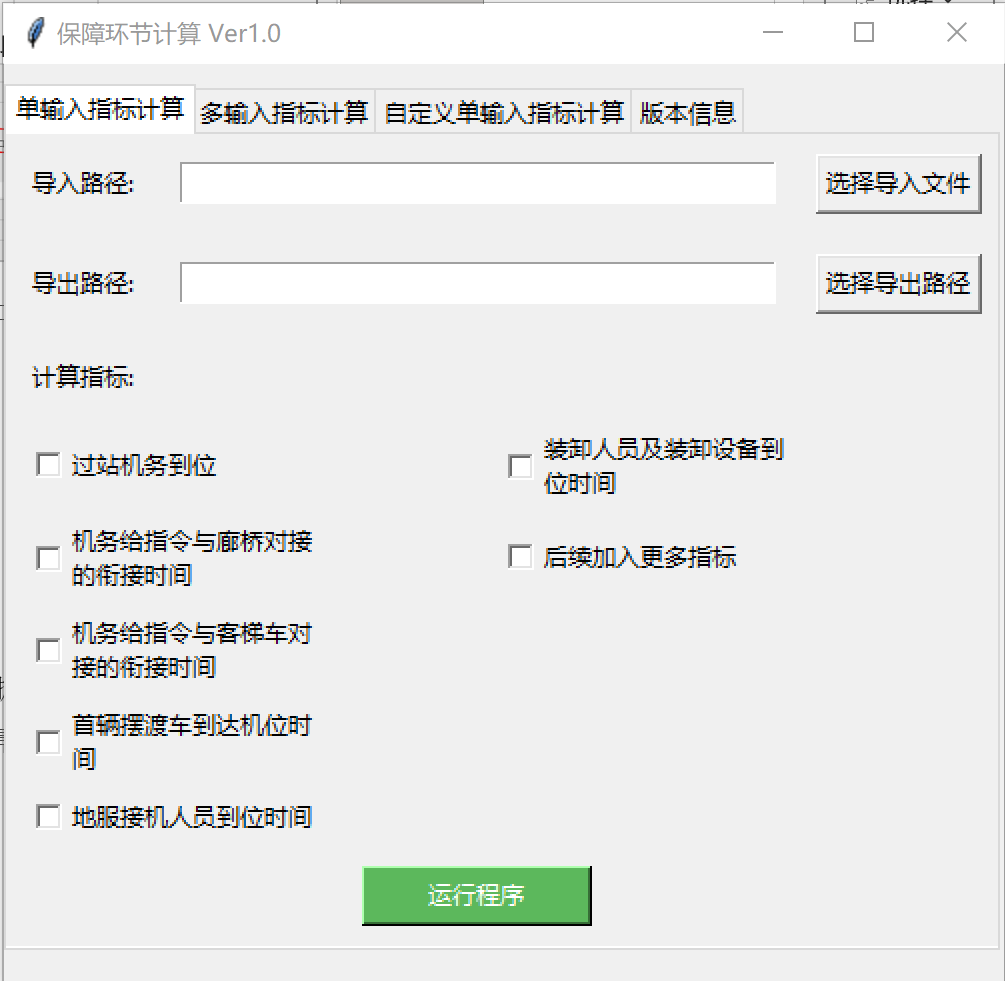 保障环节计算 Ver1.0
单输入指标计算
多输入指标计算
自定义单输入指标计算
版本信息
导入路径:
选择导入文件
导出路径:
选择导出路径
计算指标:
过站机务到位
装卸人员及装卸设备到
位时间
机务给指令与廊桥对接
的衔接时间
后续加入更多指标
机务给指令与客梯车对
接的衔接时间
首辆摆渡车到达机位时
间
地服接机人员到位时间
运行程序